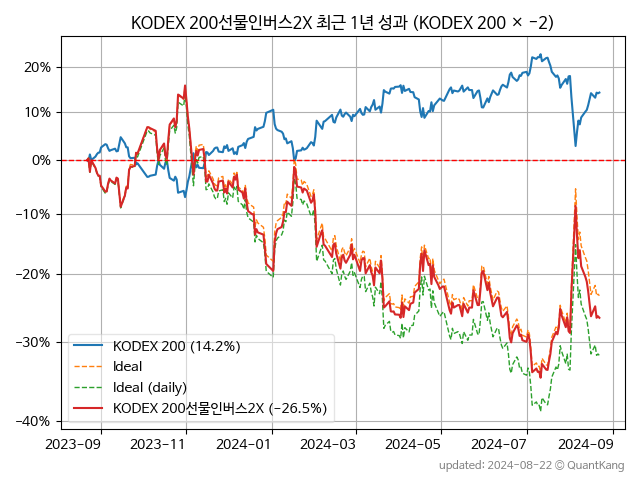 KODEX 200선물인버스2X 최근 1년 성과 (KODEX 200 × −2)
20%
10%
0%
−10%
−20%
−30%
−40%
KODEX 200 (14.2%)
Ideal
Ideal (daily)
KODEX 200선물인버스2X (−26.5%)
2023-09 2023-11 2024-01 2024-03 2024-05 2024-07 2024-09
updated: 2024-08-22 © QuantKang